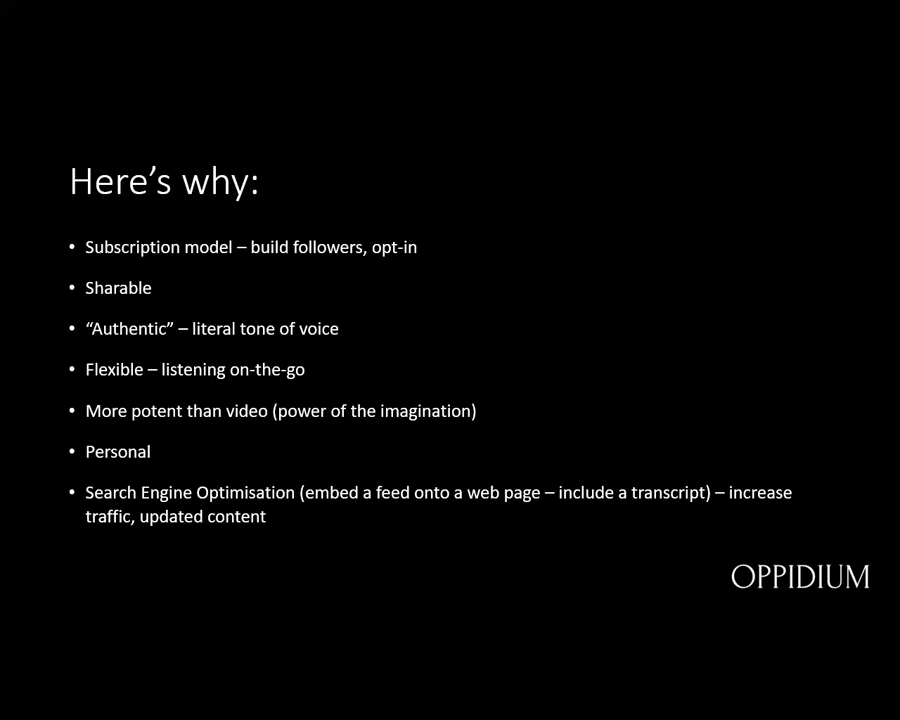 Here’s why:
• Subscription model – build followers, opt-in
• Sharable
• “Authentic” – literal tone of voice
• Flexible – listening on-the-go
• More potent than video (power of the imagination)
• Personal
• Search Engine Optimisation (embed a feed onto a web page – include a transcript) – increase
traffic, updated content
OPPIDIUM